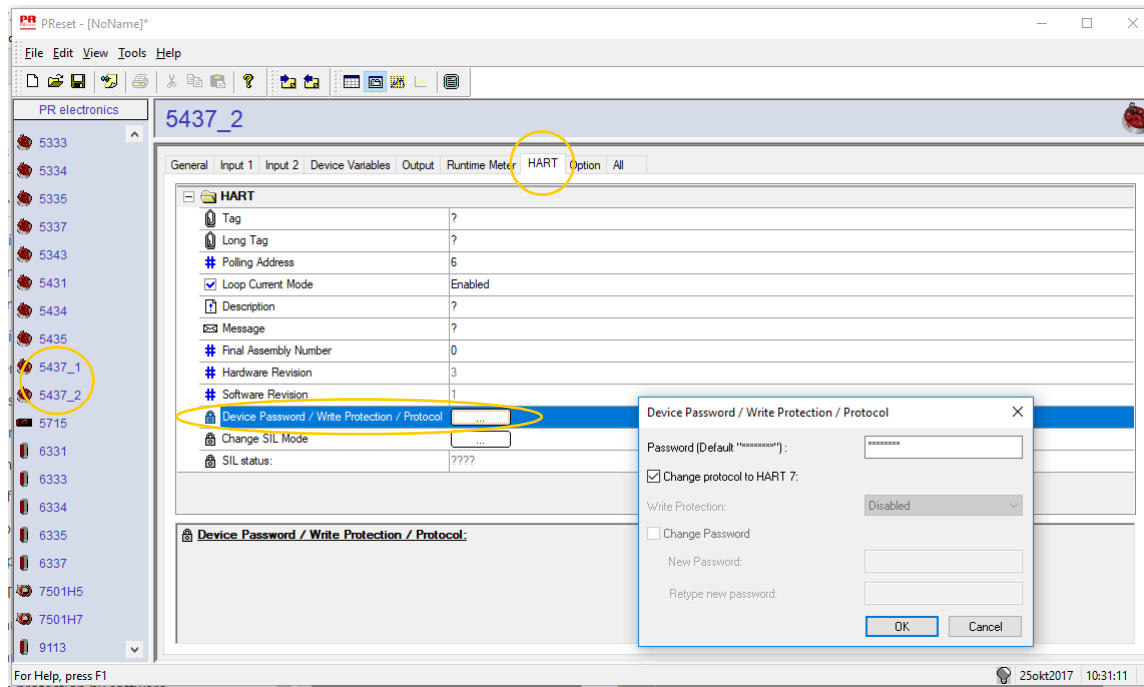 PR
PReset - [NoName]*
File Edit View Tools Help
PR electronics
5333
5334
5335
5337
5343
5431
5434
5435
5437_1
5437_2
5715
6331
6333
6334
6335
6337
7501H5
7501H7
9113
5437_2
General Input 1 Input 2 Device Variables Output Runtime Meter HART Option All
HART
Tag ?
Long Tag ?
Polling Address 6
Loop Current Mode Enabled
Description ?
Message ?
Final Assembly Number 0
Hardware Revision 3
Software Revision 1
Device Password / Write Protection / Protocol ...
Change SIL Mode ...
SIL status: ????
Device Password / Write Protection / Protocol:
Device Password / Write Protection / Protocol
Password (Default "********") : ********
Change protocol to HART 7:
Write Protection: Disabled
Change Password
New Password:
Retype new password:
OK Cancel
For Help, press F1 25okt2017 10:31:11